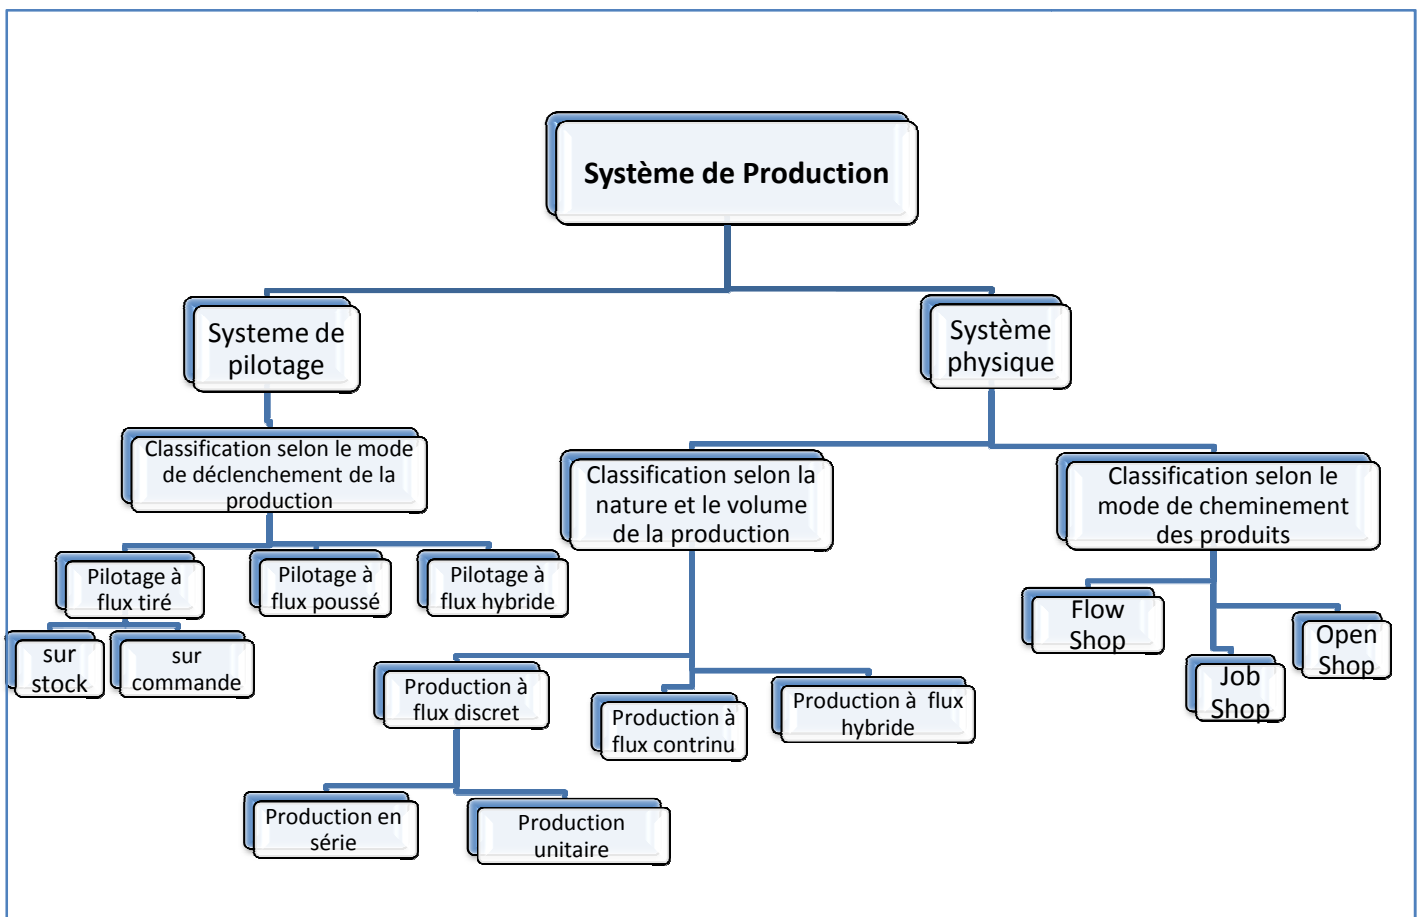 Système de Production
Systeme de
pilotage
Système
physique
Classification selon le mode
de déclenchement de la
production
Classification selon la
nature et le volume
de la production
Classification selon le
mode de cheminement
des produits
Pilotage à
flux tiré
Pilotage à
flux poussé
Pilotage à
flux hybride
sur
stock
sur
commande
Flow
Shop
Job
Shop
Open
Shop
Production à
flux discret
Production à
flux contrinu
Production à  flux
hybride
Production en
série
Production
unitaire